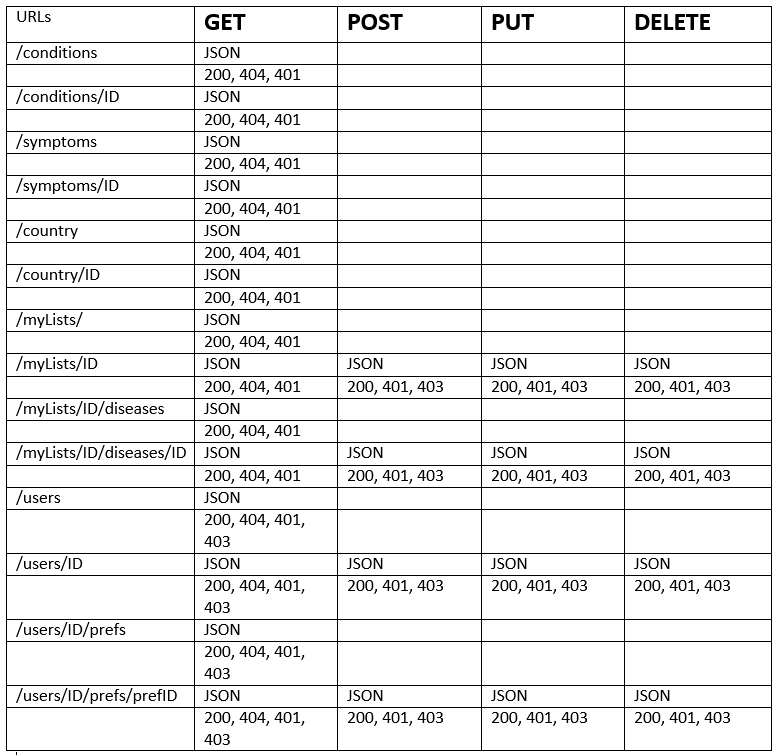 URLs GET POST PUT DELETE
/conditions JSON
200, 404, 401
/conditions/ID JSON
200, 404, 401
/symptoms JSON
200, 404, 401
/symptoms/ID JSON
200, 404, 401
/country JSON
200, 404, 401
/country/ID JSON
200, 404, 401
/myLists/ JSON
200, 404, 401
/myLists/ID JSON JSON JSON JSON
200, 404, 401 200, 401, 403 200, 401, 403 200, 401, 403
/myLists/ID/diseases JSON
200, 404, 401
/myLists/ID/diseases/ID JSON JSON JSON JSON
200, 404, 401 200, 401, 403 200, 401, 403 200, 401, 403
/users JSON
200, 404, 401,
403
/users/ID JSON JSON JSON JSON
200, 404, 401, 200, 401, 403 200, 401, 403 200, 401, 403
403
/users/ID/prefs JSON
200, 404, 401,
403
/users/ID/prefs/prefID JSON JSON JSON JSON
200, 404, 401, 200, 401, 403 200, 401, 403 200, 401, 403
403